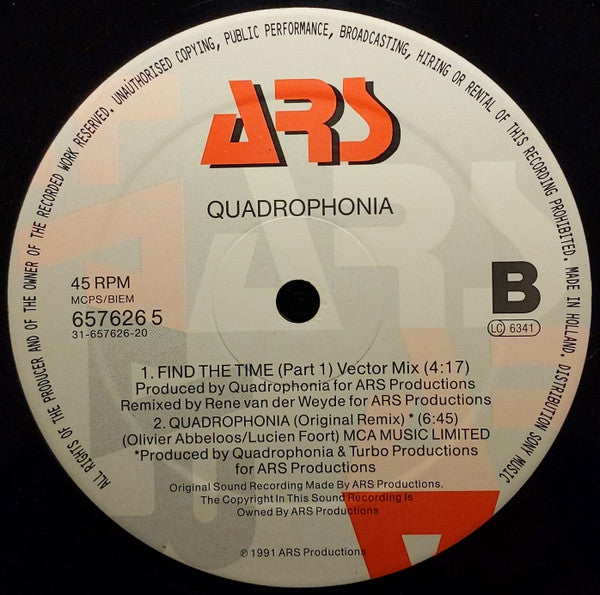 ALL RIGHTS OF THE PRODUCER AND OF THE OWNER OF THE RECORDED WORK RESERVED. UNAUTHORISED COPYING, PUBLIC PERFORMANCE, BROADCASTING, HIRING OR RENTAL OF THIS RECORDING PROHIBITED. MADE IN HOLLAND. DISTRIBUTION SONY MUSIC
ARS
QUADROPHONIA
45 RPM
MCPS/BIEM
657626 5
31-657626-20
B
LC 6341
1. FIND THE TIME (Part 1) Vector Mix (4:17)
Produced by Quadrophonia for ARS Productions
Remixed by Rene van der Weyde for ARS Productions
2. QUADROPHONIA (Original Remix) * (6:45)
(Olivier Abbeloos/Lucien Foort) MCA MUSIC LIMITED
*Produced by Quadrophonia & Turbo Productions
for ARS Productions
Original Sound Recording Made By ARS Productions.
The Copyright In This Sound Recording Is
Owned By ARS Productions
℗ 1991 ARS Productions